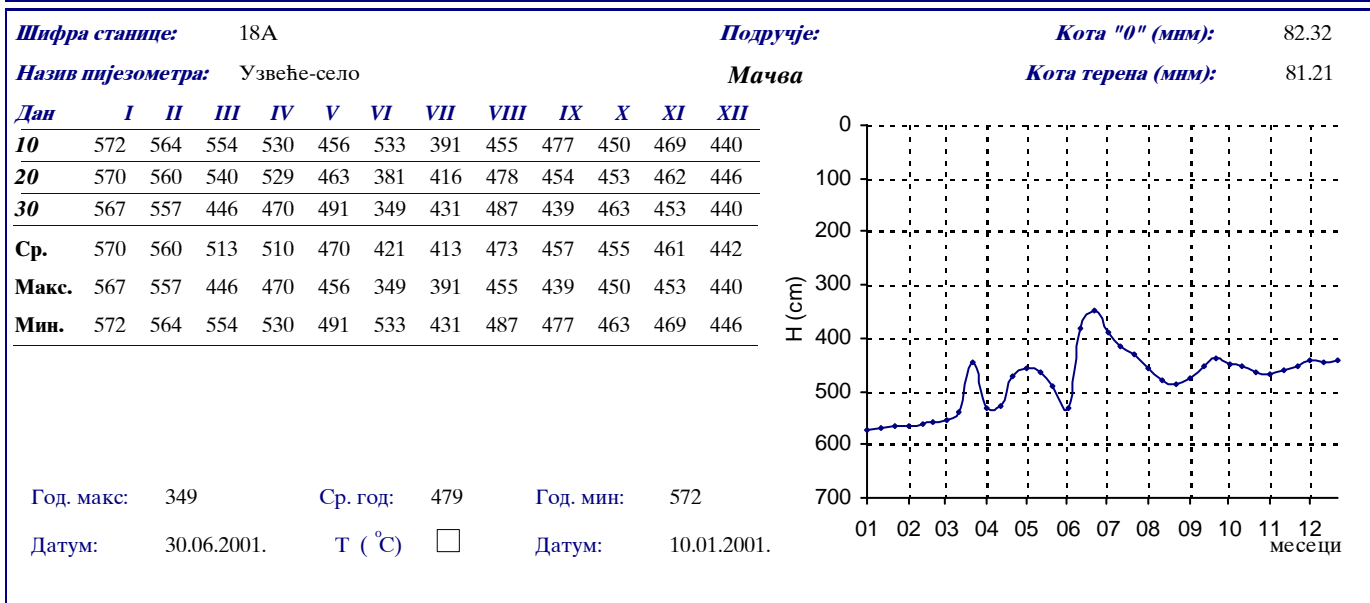 Шифра станице: 18А Подручје: Кота "0" (мнм): 82.32
Назив пијезометра: Узвеће-село Мачва Кота терена (мнм): 81.21
Дан I II III IV V VI VII VIII IX X XI XII
10 572 564 554 530 456 533 391 455 477 450 469 440
20 570 560 540 529 463 381 416 478 454 453 462 446
30 567 557 446 470 491 349 431 487 439 463 453 440
Ср. 570 560 513 510 470 421 413 473 457 455 461 442
Макс. 567 557 446 470 456 349 391 455 439 450 453 440
Мин. 572 564 554 530 491 533 431 487 477 463 469 446
0
100
200
300
400
500
600
700
H (cm)
01 02 03 04 05 06 07 08 09 10 11 12
месеци
Год. макс: 349 Ср. год: 479 Год. мин: 572
Датум: 30.06.2001. T (°C) Датум: 10.01.2001.